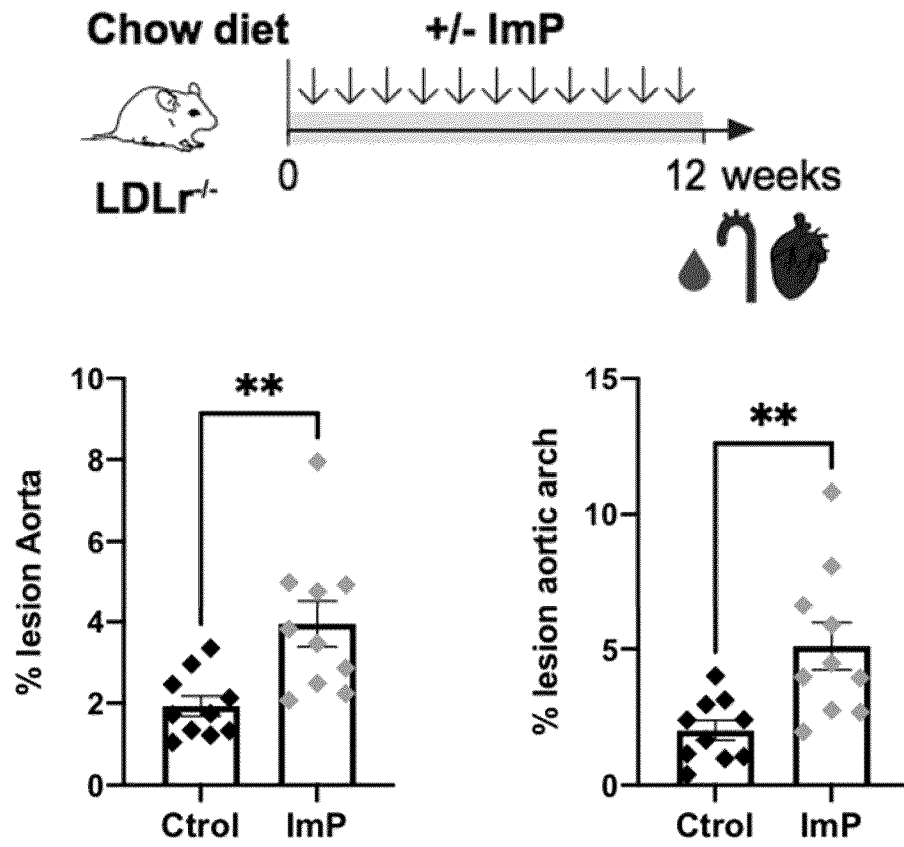 Chow diet +/- ImP
LDLr-/-
0 12 weeks
% lesion Aorta
10
8
6
4
2
0
**
Ctrol ImP
% lesion aortic arch
15
10
5
0
**
Ctrol ImP